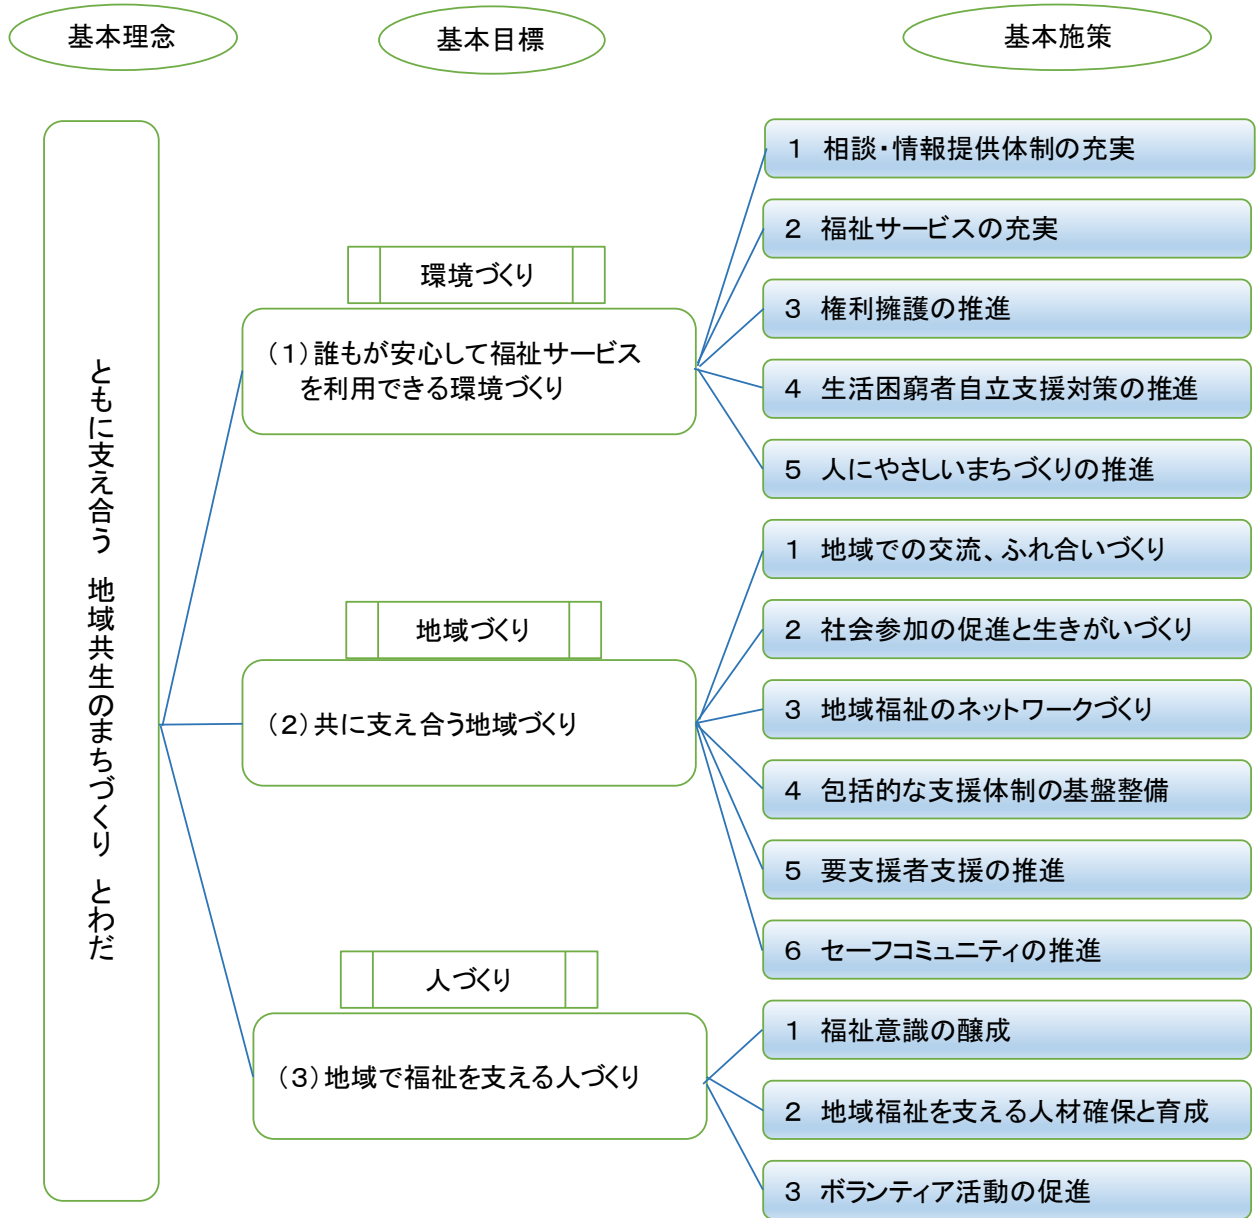 基本理念
基本目標
基本施策
ともに支え合う 地域共生のまちづくり とわだ
環境づくり
（１）誰もが安心して福祉サービス
を利用できる環境づくり
１ 相談・情報提供体制の充実
２ 福祉サービスの充実
３ 権利擁護の推進
４ 生活困窮者自立支援対策の推進
５ 人にやさしいまちづくりの推進
地域づくり
（２）共に支え合う地域づくり
１ 地域での交流、ふれ合いづくり
２ 社会参加の促進と生きがいづくり
３ 地域福祉のネットワークづくり
４ 包括的な支援体制の基盤整備
５ 要支援者支援の推進
６ セーフコミュニティの推進
人づくり
（３）地域で福祉を支える人づくり
１ 福祉意識の醸成
２ 地域福祉を支える人材確保と育成
３ ボランティア活動の促進